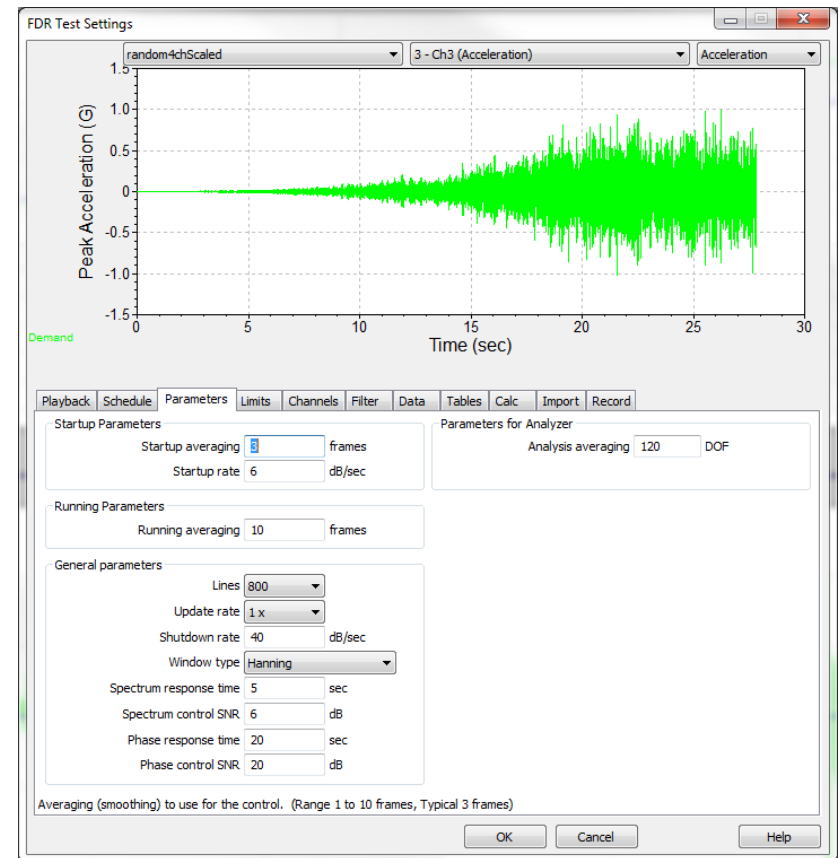 FDR Test Settings
random4chScaled 3 - Ch3 (Acceleration) Acceleration
Peak Acceleration (G)
1.5
1.0
0.5
0
-0.5
-1.0
-1.5
0 5 10 15 20 25 30
Demand
Time (sec)
Playback Schedule Parameters Limits Channels Filter Data Tables Calc Import Record
Startup Parameters Parameters for Analyzer
Startup averaging 3 frames Analysis averaging 120 DOF
Startup rate 6 dB/sec
Running Parameters
Running averaging 10 frames
General parameters
Lines 800
Update rate 1 x
Shutdown rate 40 dB/sec
Window type Hanning
Spectrum response time 5 sec
Spectrum control SNR 6 dB
Phase response time 20 sec
Phase control SNR 20 dB
Averaging (smoothing) to use for the control. (Range 1 to 10 frames, Typical 3 frames)
OK Cancel Help